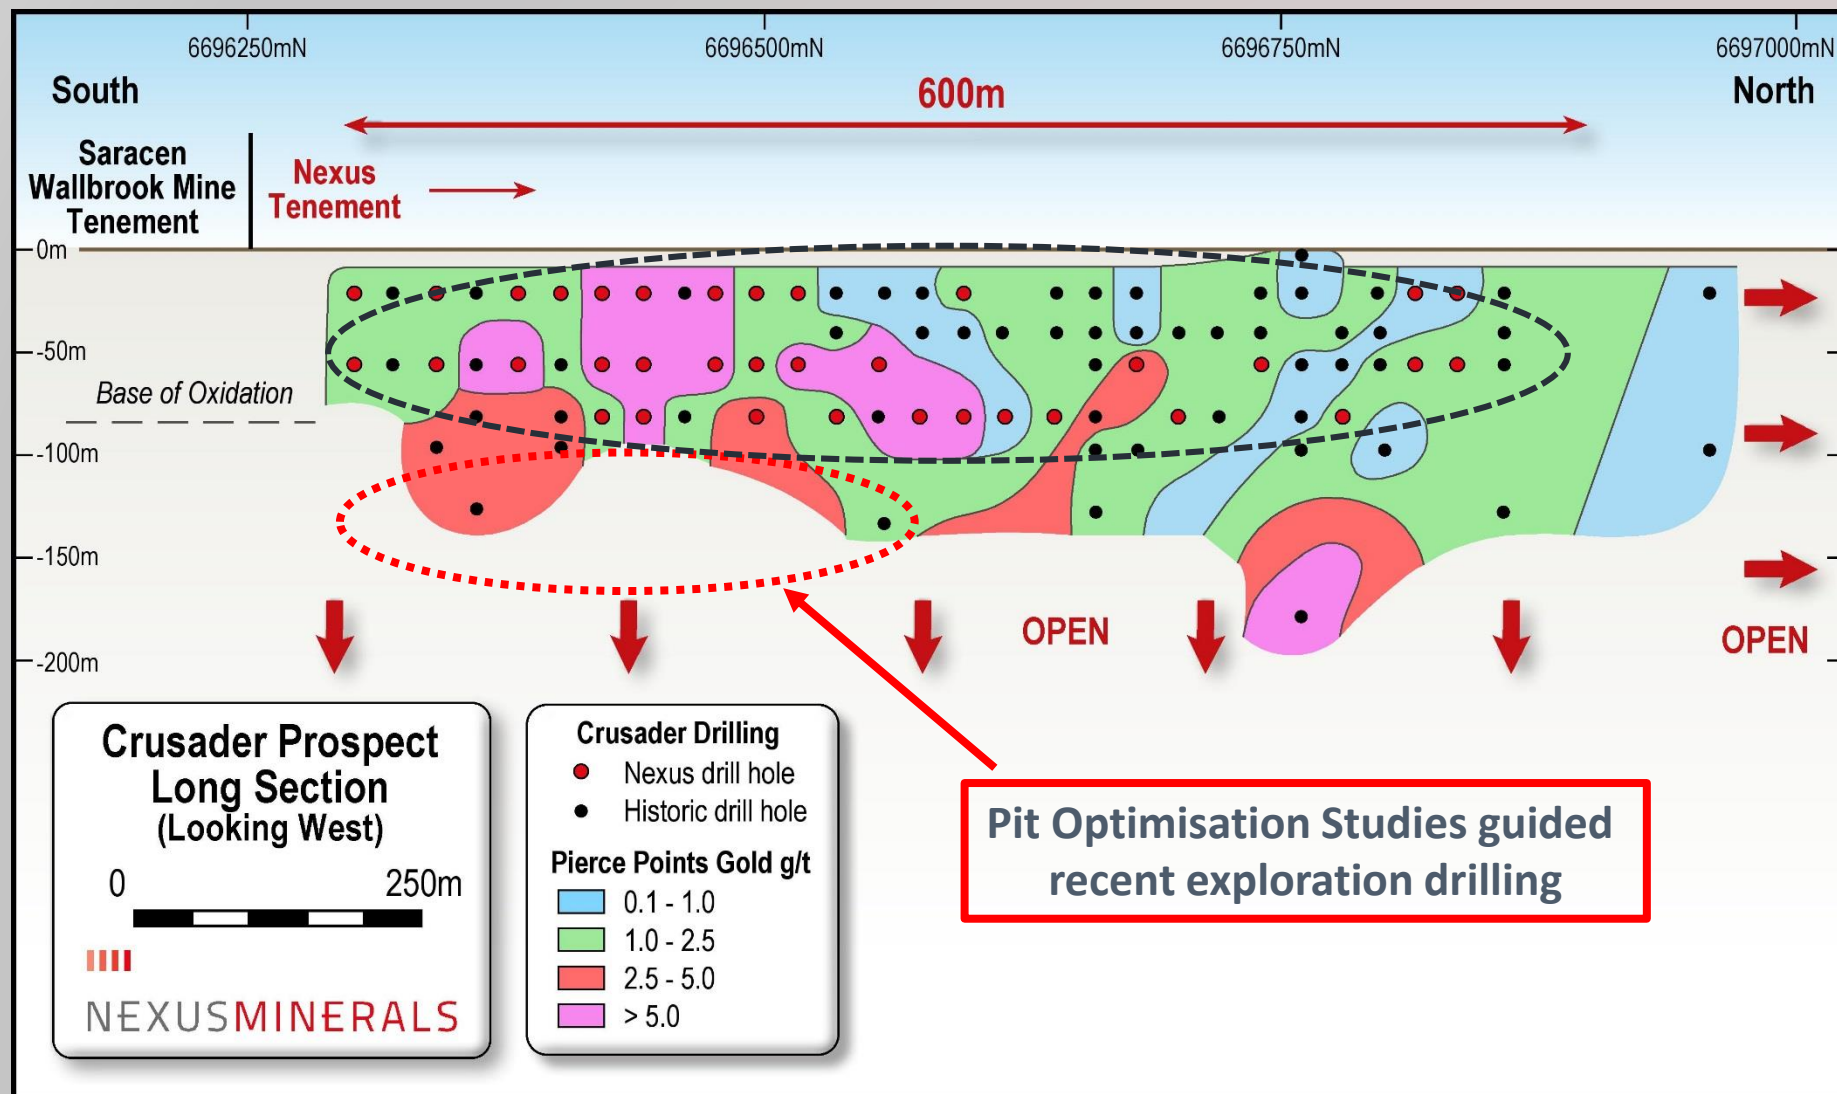 6696250mN
6696500mN
6696750mN
6697000mN
South
600m
North
Saracen
Wallbrook Mine
Tenement
Nexus
Tenement
0m
-50m
Base of Oxidation
-100m
-150m
-200m
OPEN
OPEN
Crusader Prospect
Long Section
(Looking West)
0 250m
NEXUSMINERALS
Crusader Drilling
Nexus drill hole
Historic drill hole
Pierce Points Gold g/t
0.1 - 1.0
1.0 - 2.5
2.5 - 5.0
> 5.0
Pit Optimisation Studies guided
recent exploration drilling